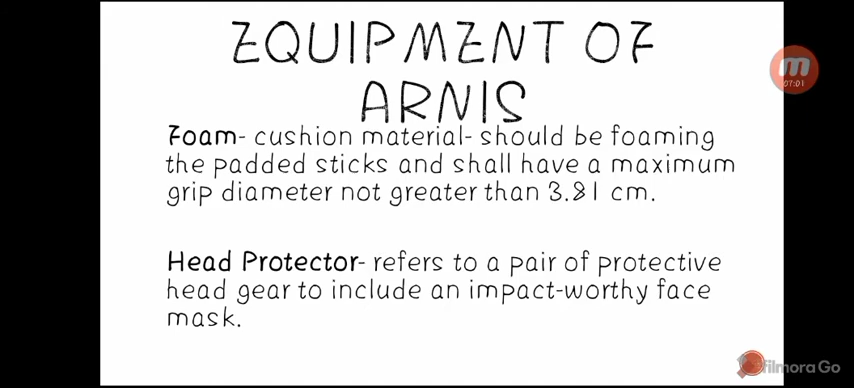 EQUIPMENT OF
ARNIS
Foam- cushion material- should be foaming
the padded sticks and shall have a maximum
grip diameter not greater than 3.81 cm.
Head Protector- refers to a pair of protective
head gear to include an impact-worthy face
mask.
07:01
filmora Go